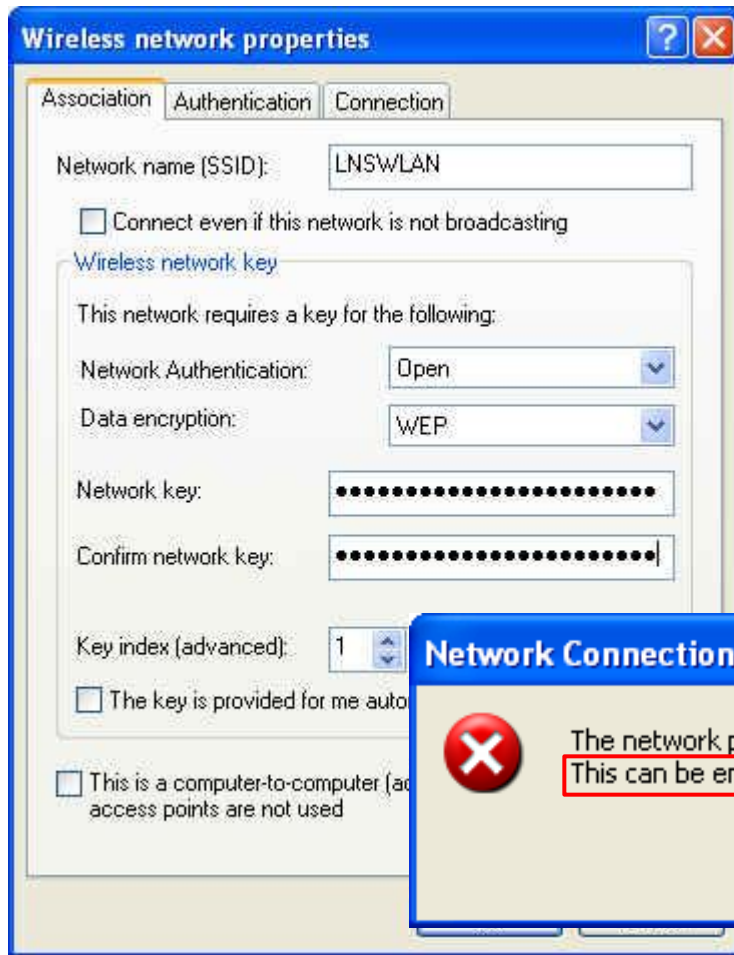 Wireless network properties
Association Authentication Connection
Network name (SSID): LNSWLAN
Connect even if this network is not broadcasting
Wireless network key
This network requires a key for the following:
Network Authentication: Open
Data encryption: WEP
Network key: •••••••••••••••••••••••
Confirm network key: •••••••••••••••••••••••
Key index (advanced): 1
The key is provided for me auto
This is a computer-to-computer (ad
access points are not used
Network Connection
The network p
This can be en